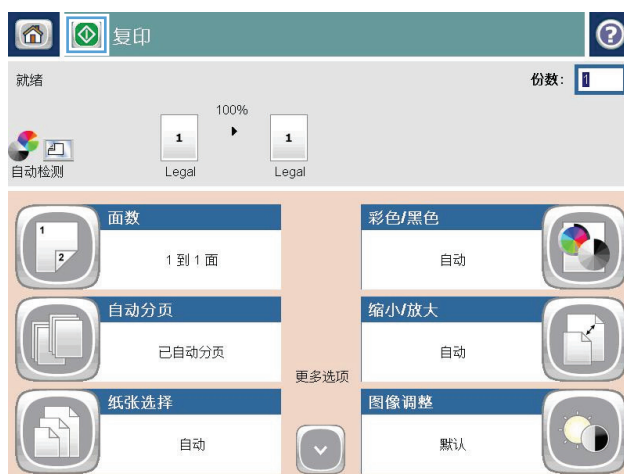 复印
就绪
份数: 1
100%
1
1
自动检测
Legal
Legal
面数
1 2
1 到 1 面
彩色/黑色
自动
自动分页
已自动分页
缩小/放大
自动
更多选项
纸张选择
自动
图像调整
默认